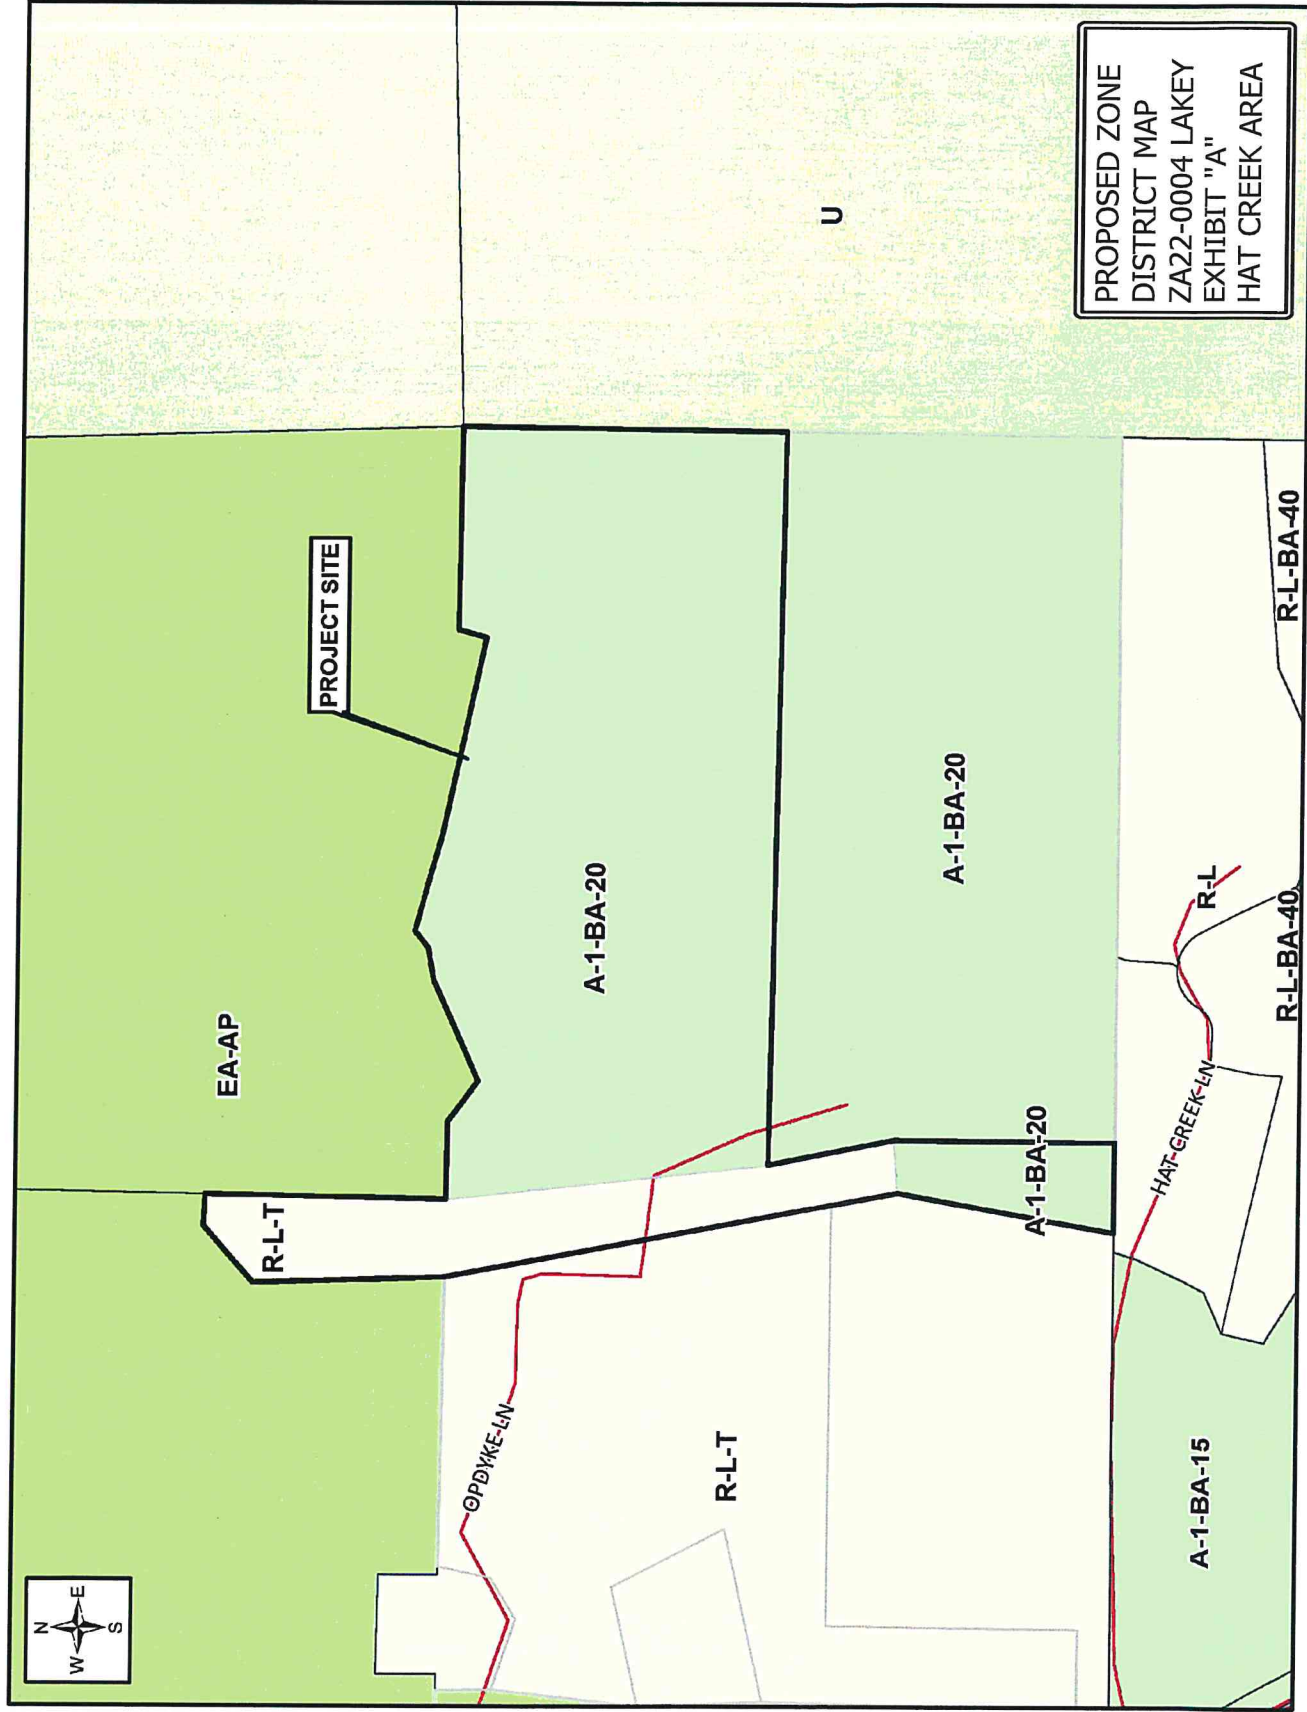 N
W E
S
EA-AP
PROJECT SITE
R-L-T
OPDYKE LN
A-1-BA-20
R-L-T
U
A-1-BA-20
A-1-BA-20
HAT CREEK LN
R-L
A-1-BA-15
R-L-BA-40
R-L-BA-40
PROPOSED ZONE
DISTRICT MAP
ZA22-0004 LAKEY
EXHIBIT "A"
HAT CREEK AREA